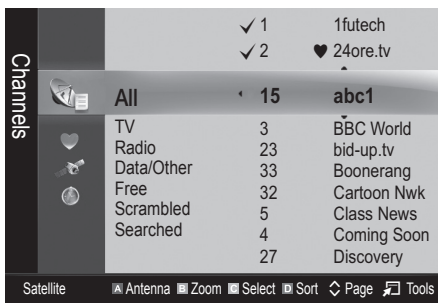 Channels
✓ 1 1futech
✓ 2 ♥ 24ore.tv
All 15 abc1
TV 3 BBC World
Radio 23 bid-up.tv
Data/Other 33 Boonerang
Free 32 Cartoon Nwk
Scrambled 5 Class News
Searched 4 Coming Soon
27 Discovery
Satellite A Antenna B Zoom C Select D Sort Page Tools